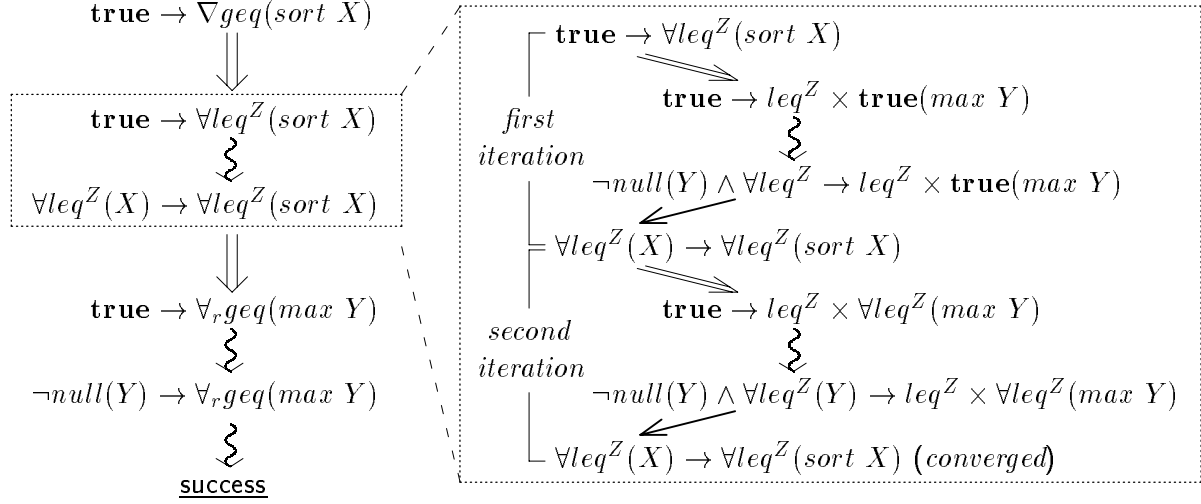 true → ∇geq(sort X)
true → ∀leq^Z(sort X)
∀leq^Z(X) → ∀leq^Z(sort X)
true → ∀_r geq(max Y)
¬null(Y) → ∀_r geq(max Y)
success
true → ∀leq^Z(sort X)
true → leq^Z × true(max Y)
first
iteration
¬null(Y) ∧ ∀leq^Z → leq^Z × true(max Y)
∀leq^Z(X) → ∀leq^Z(sort X)
true → leq^Z × ∀leq^Z(max Y)
second
iteration
¬null(Y) ∧ ∀leq^Z(Y) → leq^Z × ∀leq^Z(max Y)
∀leq^Z(X) → ∀leq^Z(sort X) (converged)